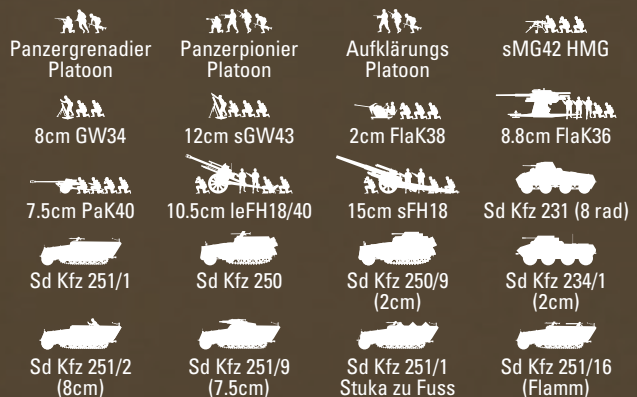 Panzergrenadier
Platoon
Panzerpionier
Platoon
Aufklärungs
Platoon
sMG42 HMG
8cm GW34
12cm sGW43
2cm FlaK38
8.8cm FlaK36
7.5cm PaK40
10.5cm leFH18/40
15cm sFH18
Sd Kfz 231 (8 rad)
Sd Kfz 251/1
Sd Kfz 250
Sd Kfz 250/9
(2cm)
Sd Kfz 234/1
(2cm)
Sd Kfz 251/2
(8cm)
Sd Kfz 251/9
(7.5cm)
Sd Kfz 251/1
Stuka zu Fuss
Sd Kfz 251/16
(Flamm)